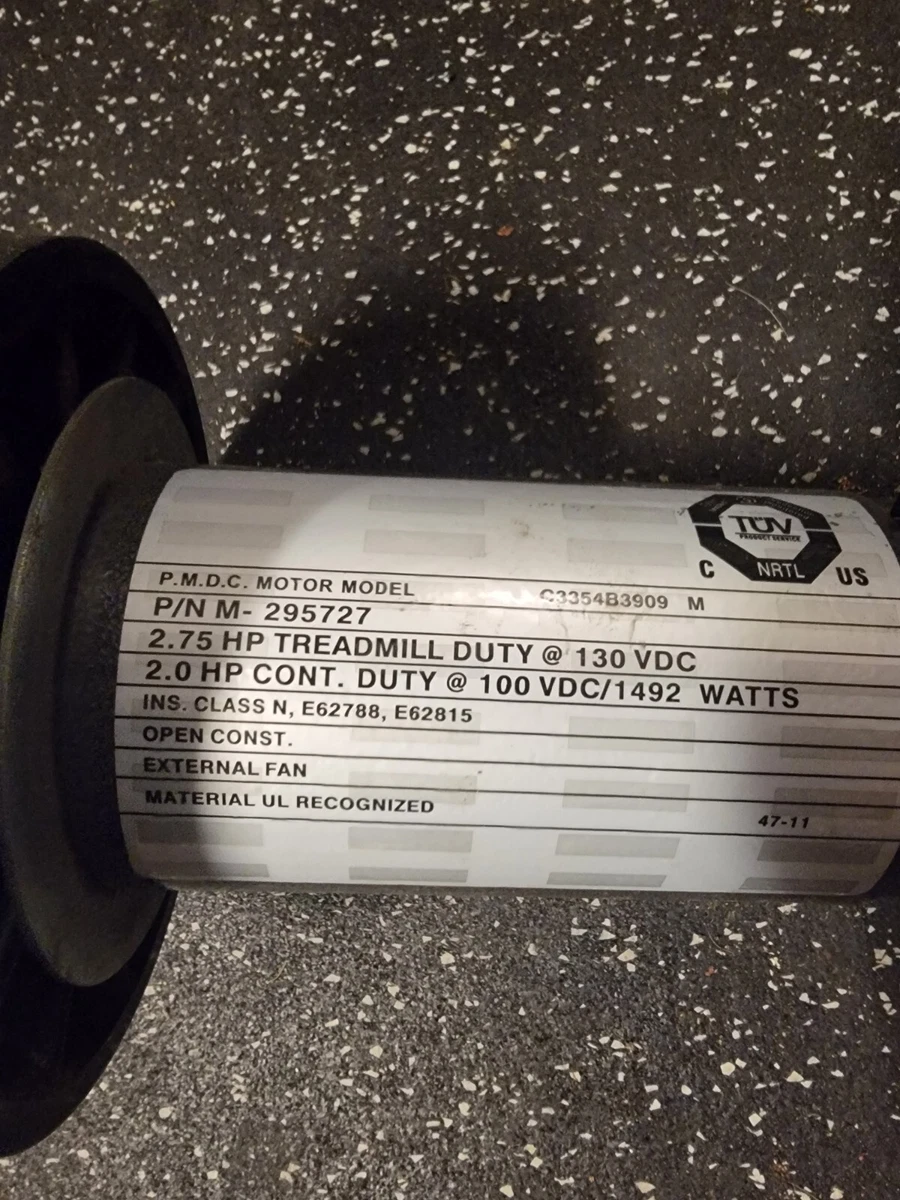 TÜV
PRODUCT SERVICE
C NRTL US
P.M.D.C. MOTOR MODEL C3354B3909 M
P/N M- 295727
2.75 HP TREADMILL DUTY @ 130 VDC
2.0 HP CONT. DUTY @ 100 VDC/1492 WATTS
INS. CLASS N, E62788, E62815
OPEN CONST.
EXTERNAL FAN
MATERIAL UL RECOGNIZED
47-11